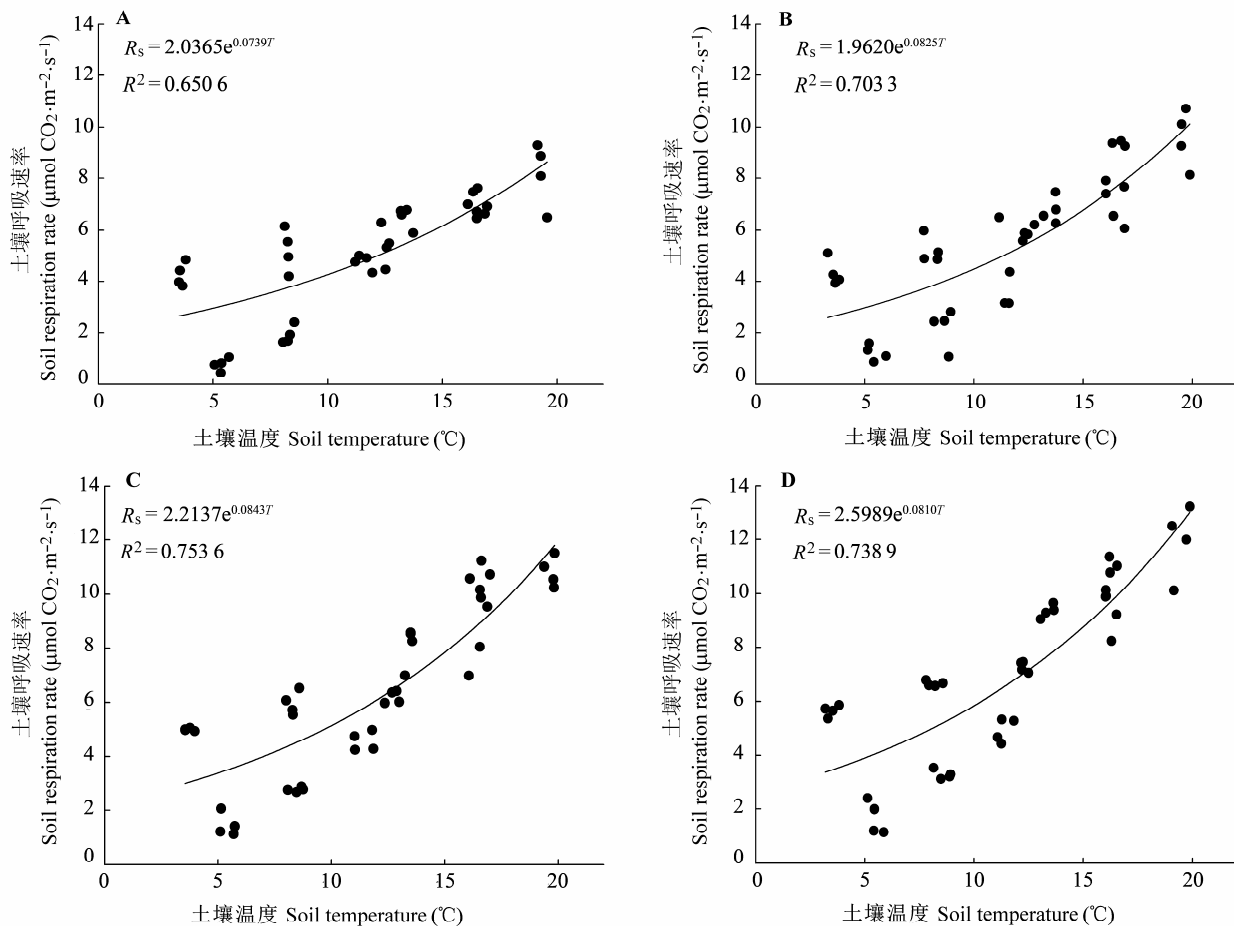 A
Rs = 2.0365e^0.0739T
R² = 0.650 6
14
12
10
8
6
4
2
0
土壤呼吸速率
Soil respiration rate (μmol CO₂·m⁻²·s⁻¹)
0 5 10 15 20
土壤温度 Soil temperature (℃)
B
Rs = 1.9620e^0.0825T
R² = 0.703 3
14
12
10
8
6
4
2
0
土壤呼吸速率
Soil respiration rate (μmol CO₂·m⁻²·s⁻¹)
0 5 10 15 20
土壤温度 Soil temperature (℃)
C
Rs = 2.2137e^0.0843T
R² = 0.753 6
14
12
10
8
6
4
2
0
土壤呼吸速率
Soil respiration rate (μmol CO₂·m⁻²·s⁻¹)
0 5 10 15 20
土壤温度 Soil temperature (℃)
D
Rs = 2.5989e^0.0810T
R² = 0.738 9
14
12
10
8
6
4
2
0
土壤呼吸速率
Soil respiration rate (μmol CO₂·m⁻²·s⁻¹)
0 5 10 15 20
土壤温度 Soil temperature (℃)